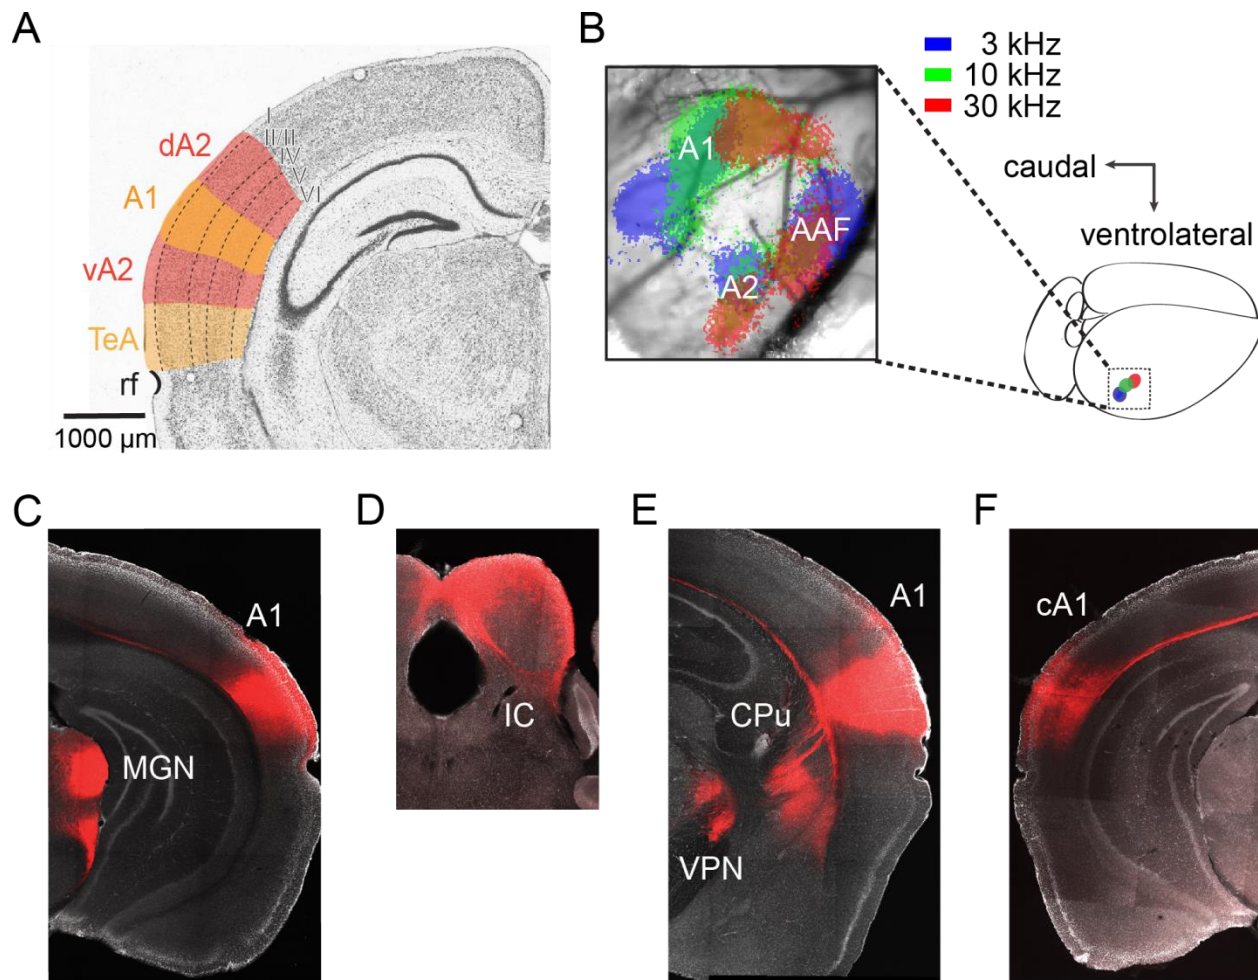 A
I
II/III
IV
V
VI
dA2
A1
vA2
TeA
rf
1000 µm
B
3 kHz
10 kHz
30 kHz
A1
AAF
A2
caudal
ventrolateral
C
A1
MGN
D
IC
E
A1
CPu
VPN
F
cA1